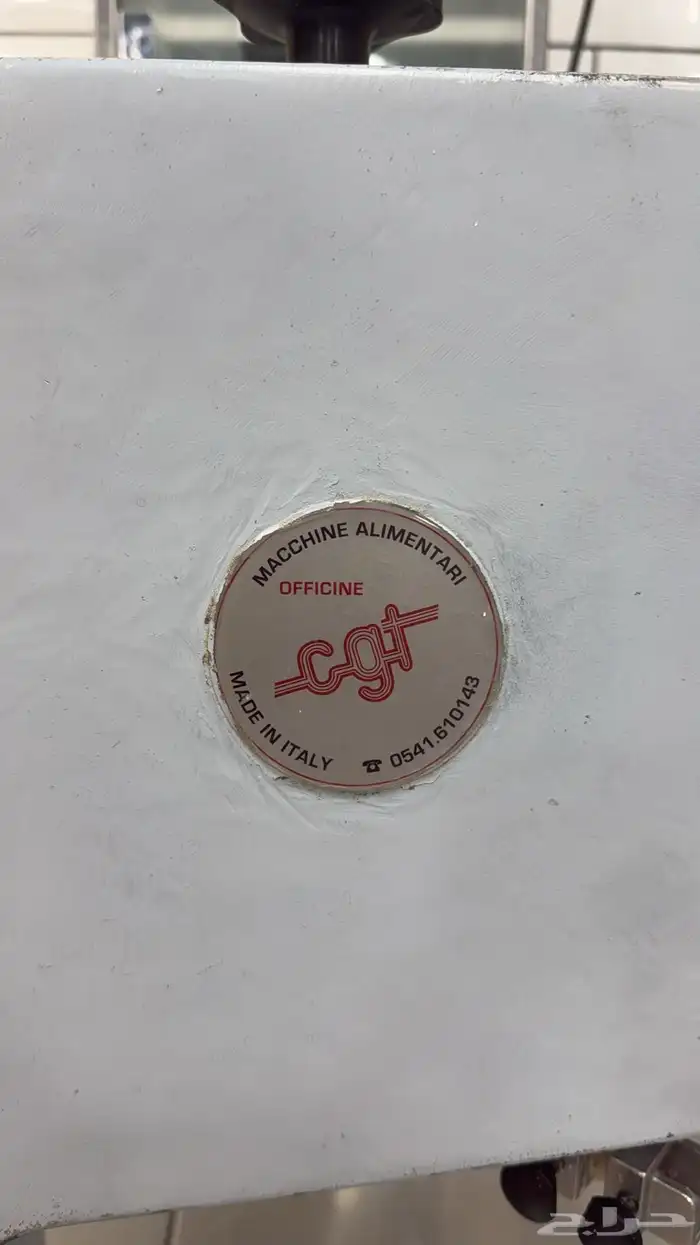 MACCHINE ALIMENTARI
OFFICINE
cgt
MADE IN ITALY
☎ 0541.610143
حراج